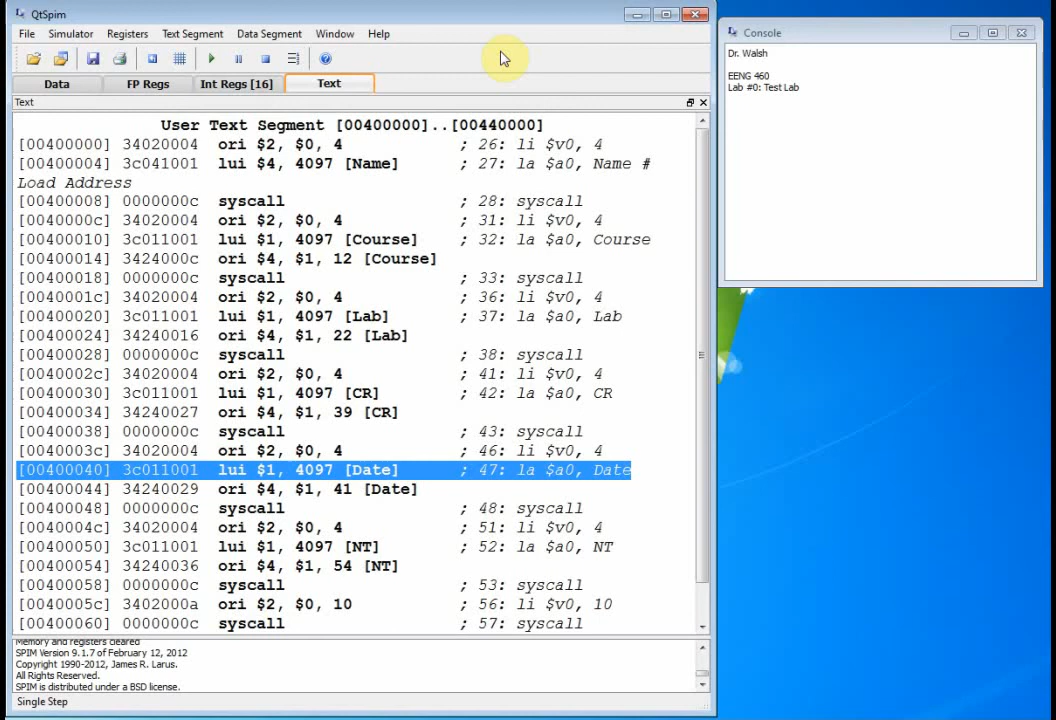 QtSpim
File Simulator Registers Text Segment Data Segment Window Help
Data FP Regs Int Regs [16] Text
Text
User Text Segment [00400000]..[00440000]
[00400000] 34020004 ori $2, $0, 4 ; 26: li $v0, 4
[00400004] 3c041001 lui $4, 4097 [Name] ; 27: la $a0, Name #
Load Address
[00400008] 0000000c syscall ; 28: syscall
[0040000c] 34020004 ori $2, $0, 4 ; 31: li $v0, 4
[00400010] 3c011001 lui $1, 4097 [Course] ; 32: la $a0, Course
[00400014] 3424000c ori $4, $1, 12 [Course]
[00400018] 0000000c syscall ; 33: syscall
[0040001c] 34020004 ori $2, $0, 4 ; 36: li $v0, 4
[00400020] 3c011001 lui $1, 4097 [Lab] ; 37: la $a0, Lab
[00400024] 34240016 ori $4, $1, 22 [Lab]
[00400028] 0000000c syscall ; 38: syscall
[0040002c] 34020004 ori $2, $0, 4 ; 41: li $v0, 4
[00400030] 3c011001 lui $1, 4097 [CR] ; 42: la $a0, CR
[00400034] 34240027 ori $4, $1, 39 [CR]
[00400038] 0000000c syscall ; 43: syscall
[0040003c] 34020004 ori $2, $0, 4 ; 46: li $v0, 4
[00400040] 3c011001 lui $1, 4097 [Date] ; 47: la $a0, Date
[00400044] 34240029 ori $4, $1, 41 [Date]
[00400048] 0000000c syscall ; 48: syscall
[0040004c] 34020004 ori $2, $0, 4 ; 51: li $v0, 4
[00400050] 3c011001 lui $1, 4097 [NT] ; 52: la $a0, NT
[00400054] 34240036 ori $4, $1, 54 [NT]
[00400058] 0000000c syscall ; 53: syscall
[0040005c] 3402000a ori $2, $0, 10 ; 56: li $v0, 10
[00400060] 0000000c syscall ; 57: syscall
Memory and registers cleared
SPIM Version 9.1.7 of February 12, 2012
Copyright 1990-2012, James R. Larus.
All Rights Reserved.
SPIM is distributed under a BSD license.
Single Step
Console
Dr. Walsh
EENG 460
Lab #0: Test Lab